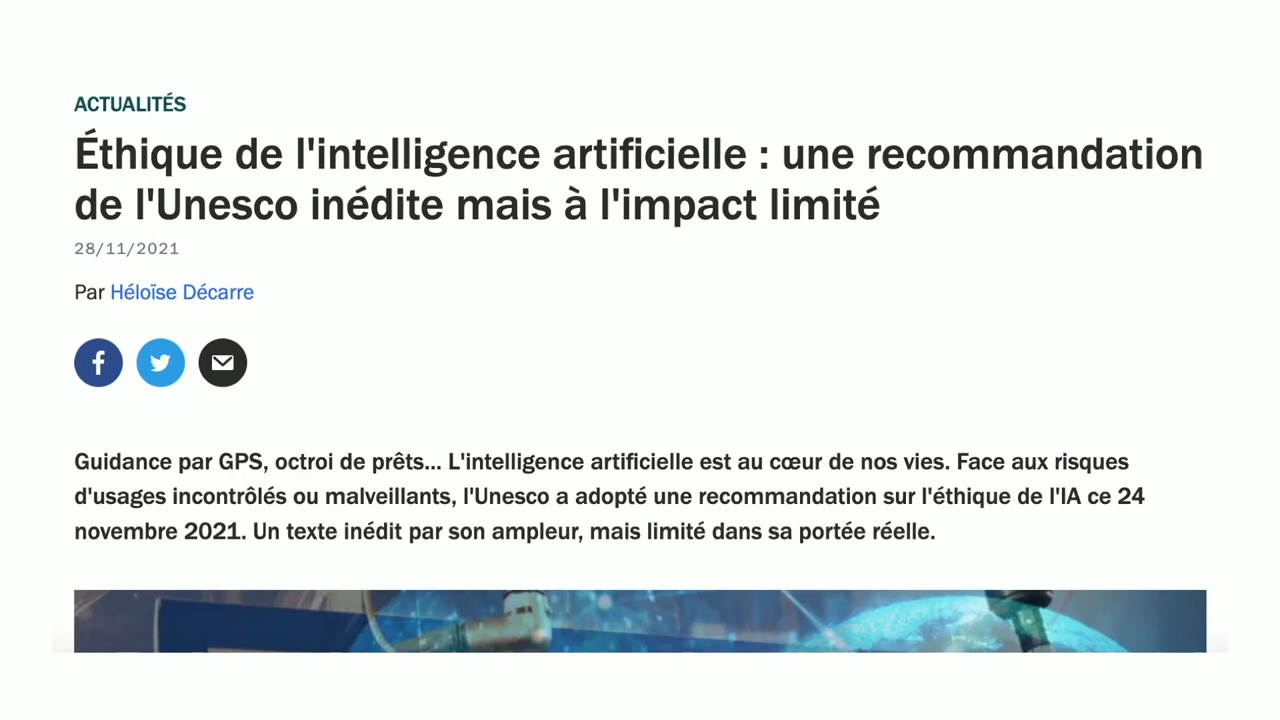 ACTUALITÉS
Éthique de l'intelligence artificielle : une recommandation
de l'Unesco inédite mais à l'impact limité
28/11/2021
Par Héloïse Décarre
Guidance par GPS, octroi de prêts... L'intelligence artificielle est au cœur de nos vies. Face aux risques
d'usages incontrôlés ou malveillants, l'Unesco a adopté une recommandation sur l'éthique de l'IA ce 24
novembre 2021. Un texte inédit par son ampleur, mais limité dans sa portée réelle.